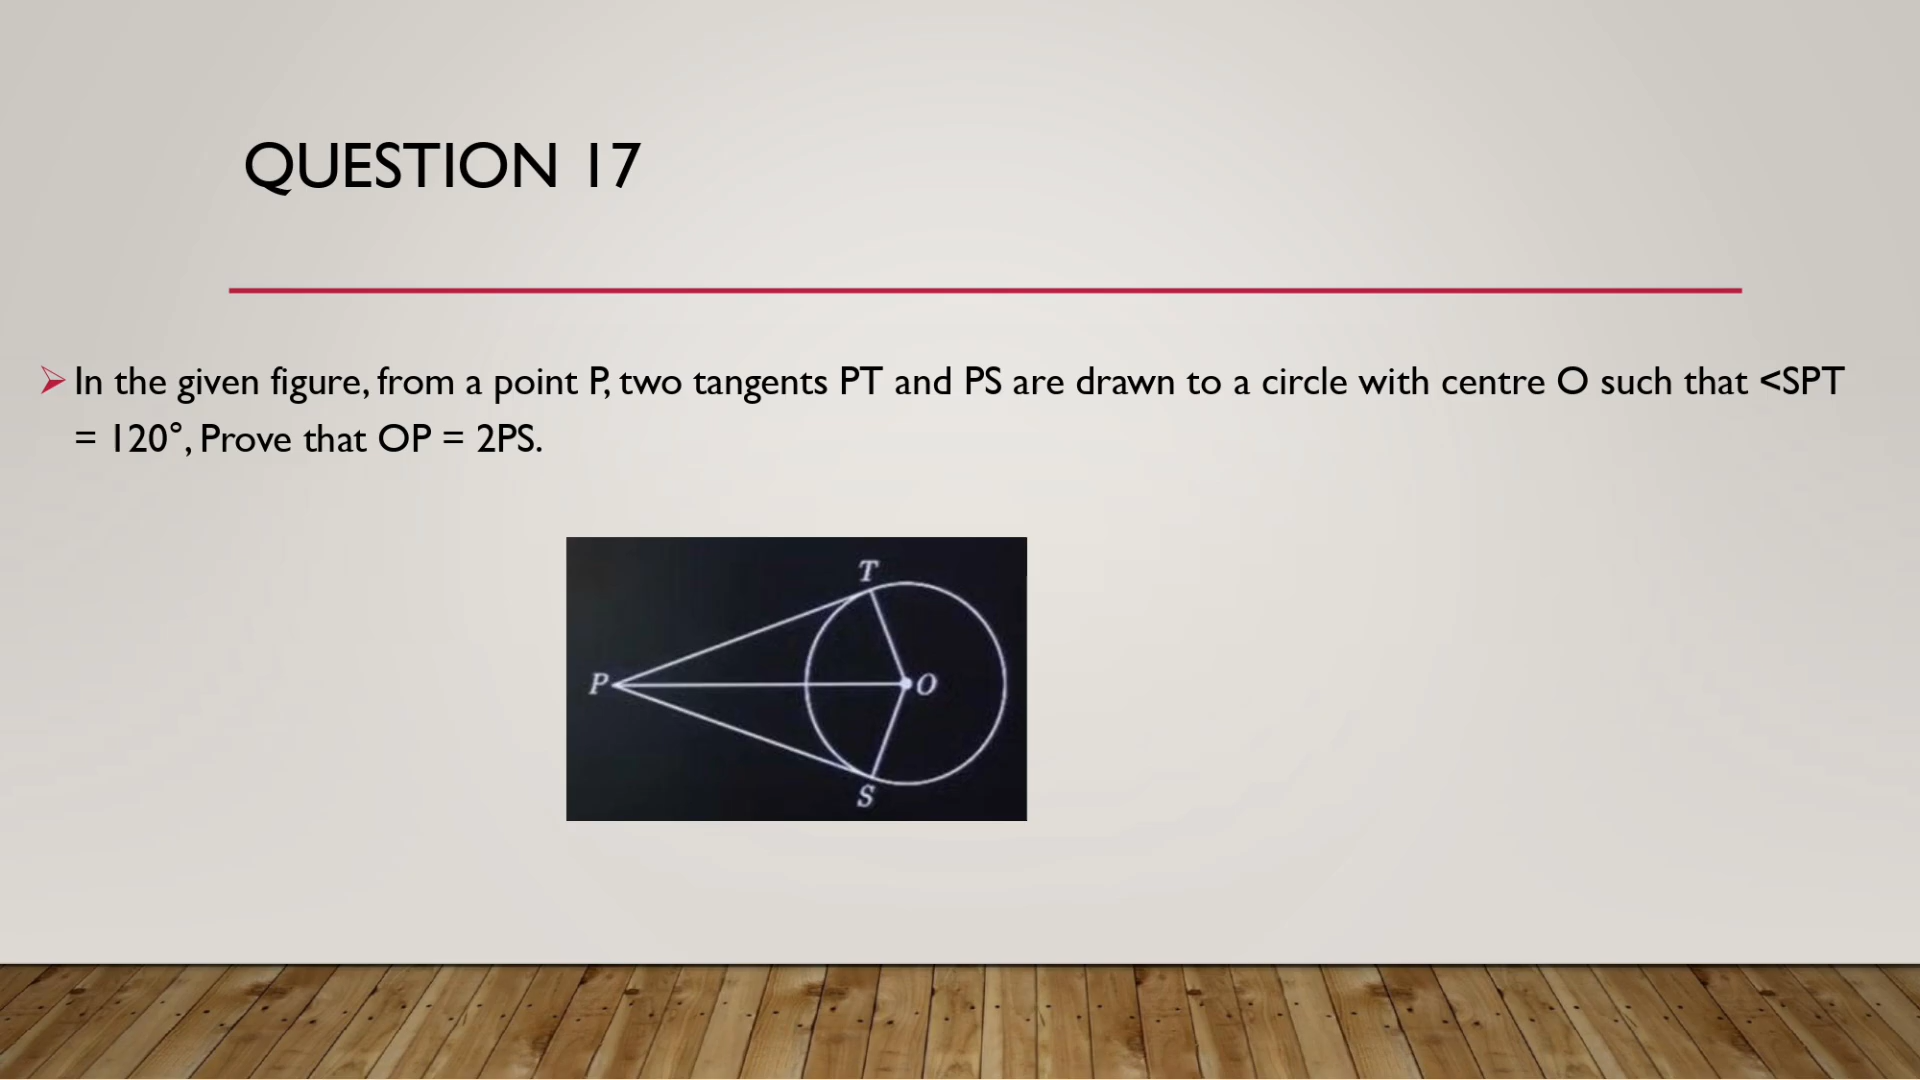 QUESTION 17
In the given figure, from a point P, two tangents PT and PS are drawn to a circle with centre O such that <SPT
= 120°, Prove that OP = 2PS.
T
P
O
S